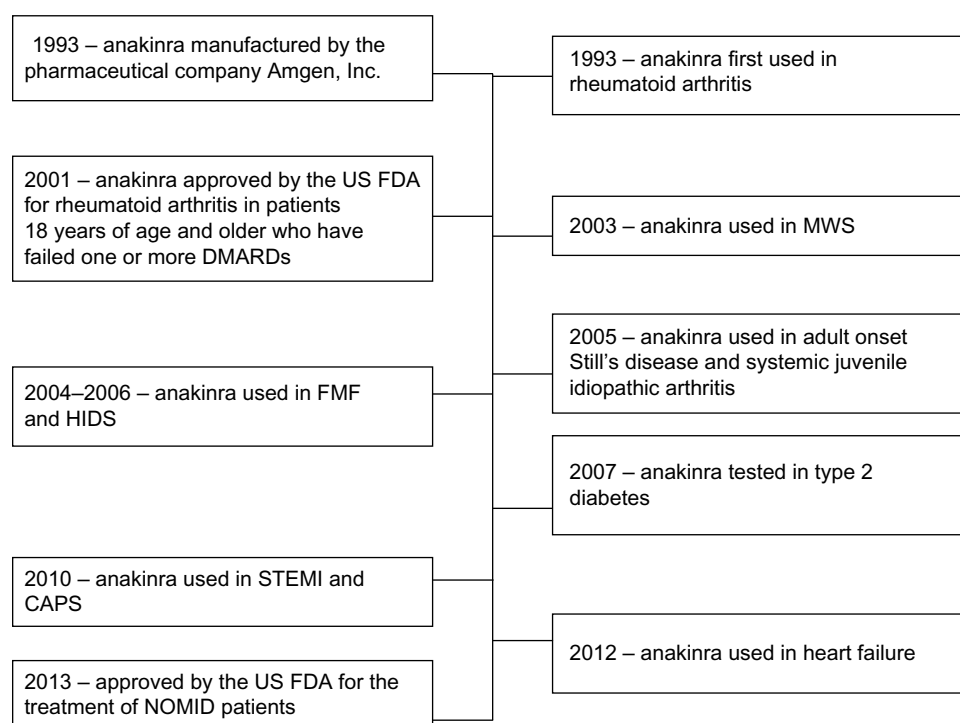 1993 – anakinra manufactured by the
pharmaceutical company Amgen, Inc.
1993 – anakinra first used in
rheumatoid arthritis
2001 – anakinra approved by the US FDA
for rheumatoid arthritis in patients
18 years of age and older who have
failed one or more DMARDs
2003 – anakinra used in MWS
2004–2006 – anakinra used in FMF
and HIDS
2005 – anakinra used in adult onset
Still’s disease and systemic juvenile
idiopathic arthritis
2007 – anakinra tested in type 2
diabetes
2010 – anakinra used in STEMI and
CAPS
2012 – anakinra used in heart failure
2013 – approved by the US FDA for the
treatment of NOMID patients